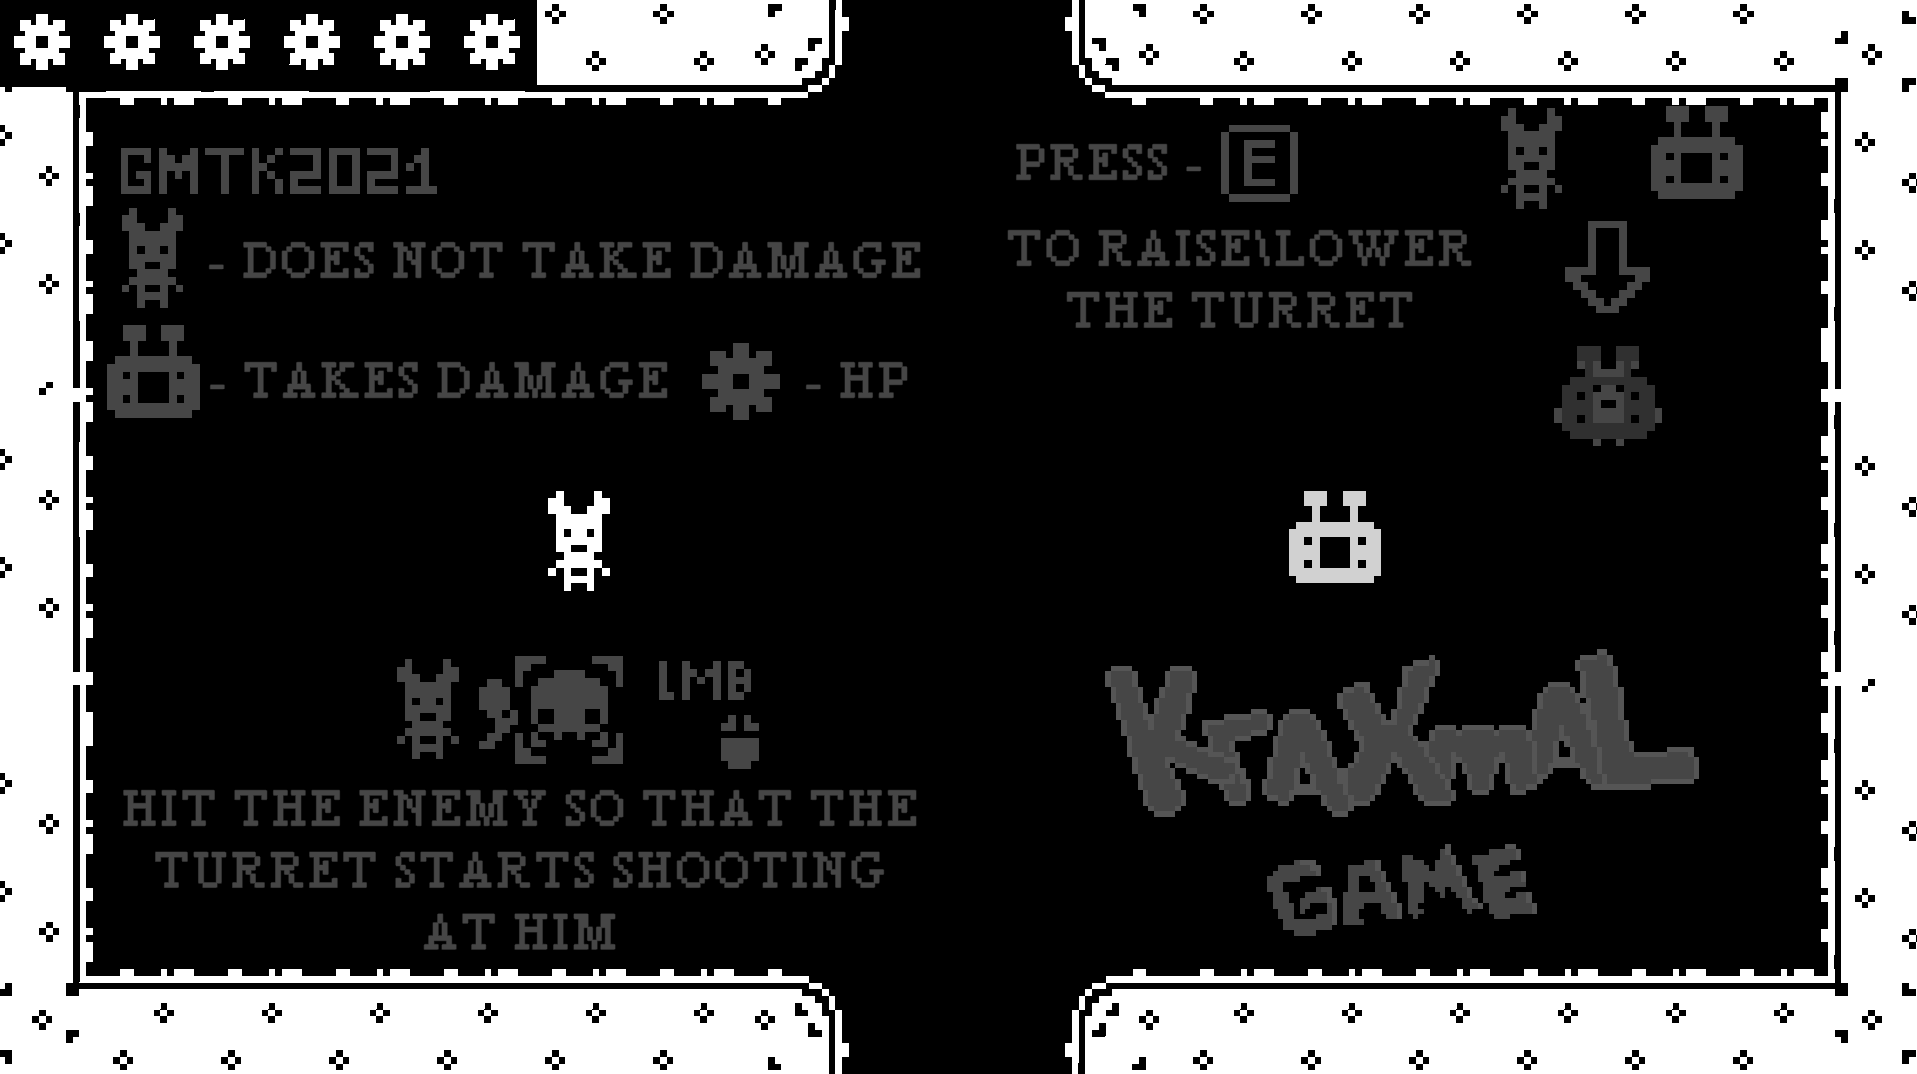 GMTK2021
- DOES NOT TAKE DAMAGE
- TAKES DAMAGE - HP
PRESS - E
TO RAISE\LOWER
THE TURRET
LMB
HIT THE ENEMY SO THAT THE
TURRET STARTS SHOOTING
AT HIM
KrAXmAL
GAME